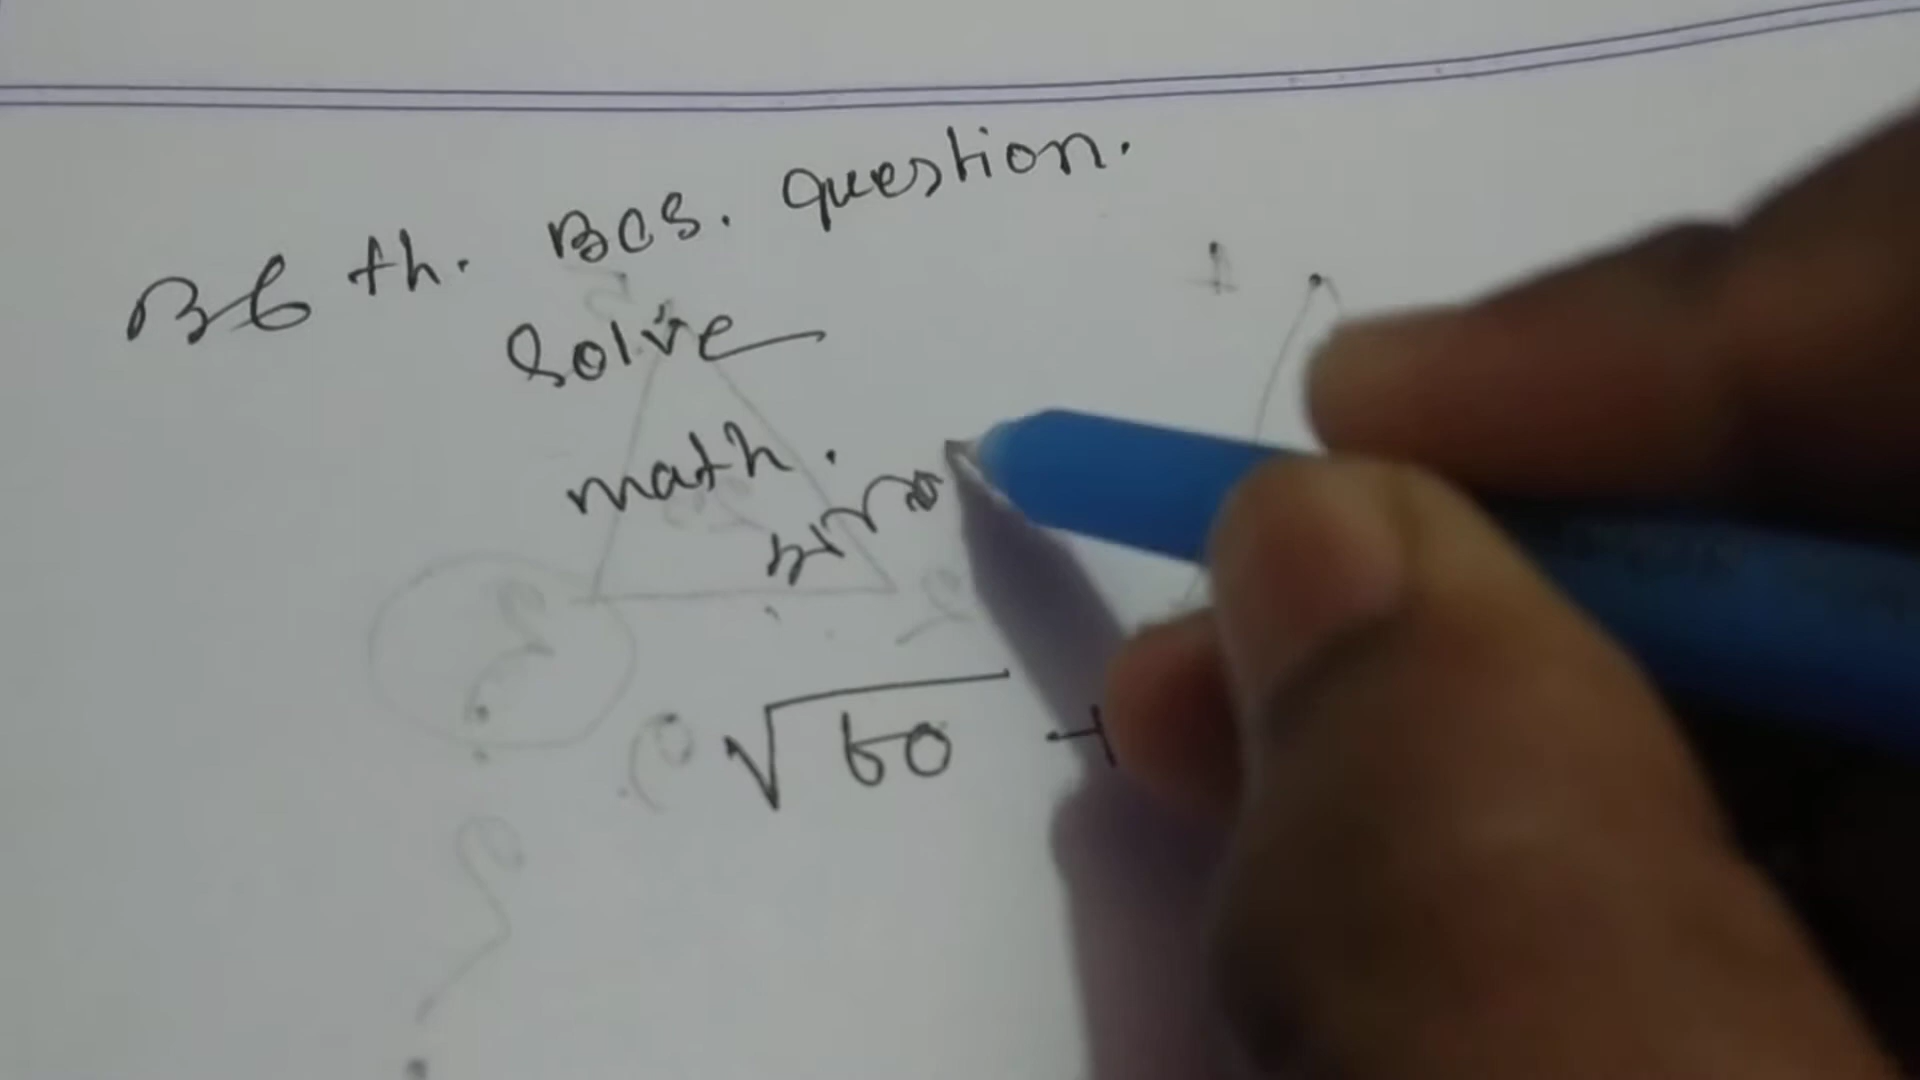 36 th. BCS. question.
Solve
math.
√60 +